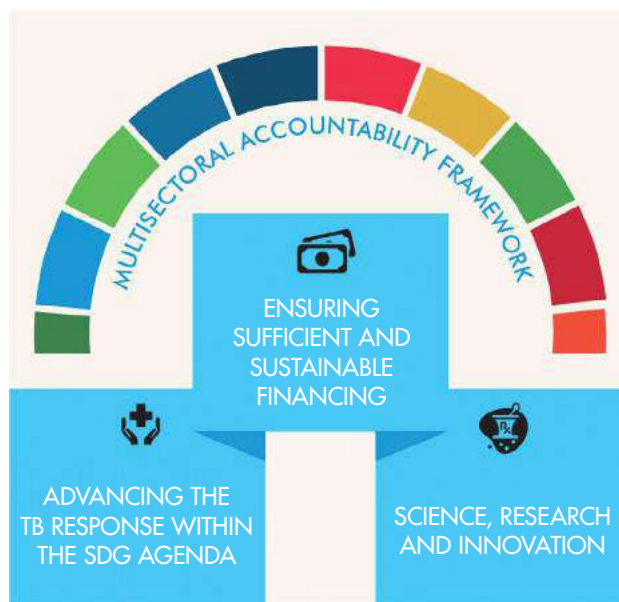 MULTISECTORAL ACCOUNTABILITY FRAMEWORK
ENSURING
SUFFICIENT AND
SUSTAINABLE
FINANCING
ADVANCING THE
TB RESPONSE WITHIN
THE SDG AGENDA
Rx
SCIENCE, RESEARCH
AND INNOVATION